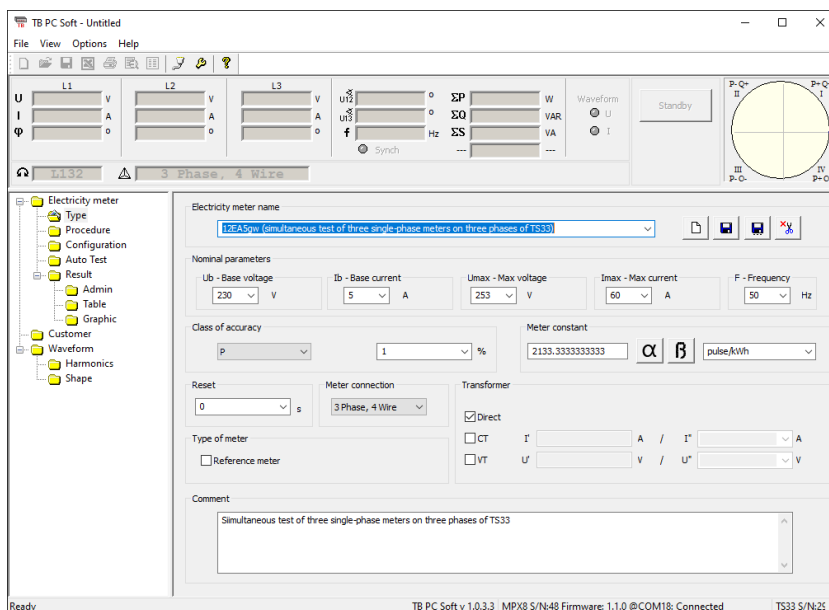 TB PC Soft - Untitled
File View Options Help
L1 L2 L3
U V V V U12 ° ΣP W Waveform
I A A A U13 ° ΣQ VAR U
φ ° ° ° f Hz ΣS VA I
Synch --- ---
Standby
P-Q+ P+Q+
II I
III IV
P-Q- P+Q-
L132 3 Phase, 4 Wire
Electricity meter
Type
Procedure
Configuration
Auto Test
Result
Admin
Table
Graphic
Customer
Waveform
Harmonics
Shape
Electricity meter name
12EA5gw (simultaneous test of three single-phase meters on three phases of TS33)
Nominal parameters
Ub - Base voltage Ib - Base current Umax - Max voltage Imax - Max current F - Frequency
230 V 5 A 253 V 60 A 50 Hz
Class of accuracy Meter constant
P 1 % 2133.3333333333 α β pulse/kWh
Reset Meter connection Transformer
0 s 3 Phase, 4 Wire
Direct
CT I' A / I" A
VT U' V / U" V
Type of meter
Reference meter
Comment
Siimultaneous test of three single-phase meters on three phases of TS33
Ready TB PC Soft v 1.0.3.3 MPX8 S/N:48 Firmware: 1.1.0 @COM18: Connected TS33 S/N:29